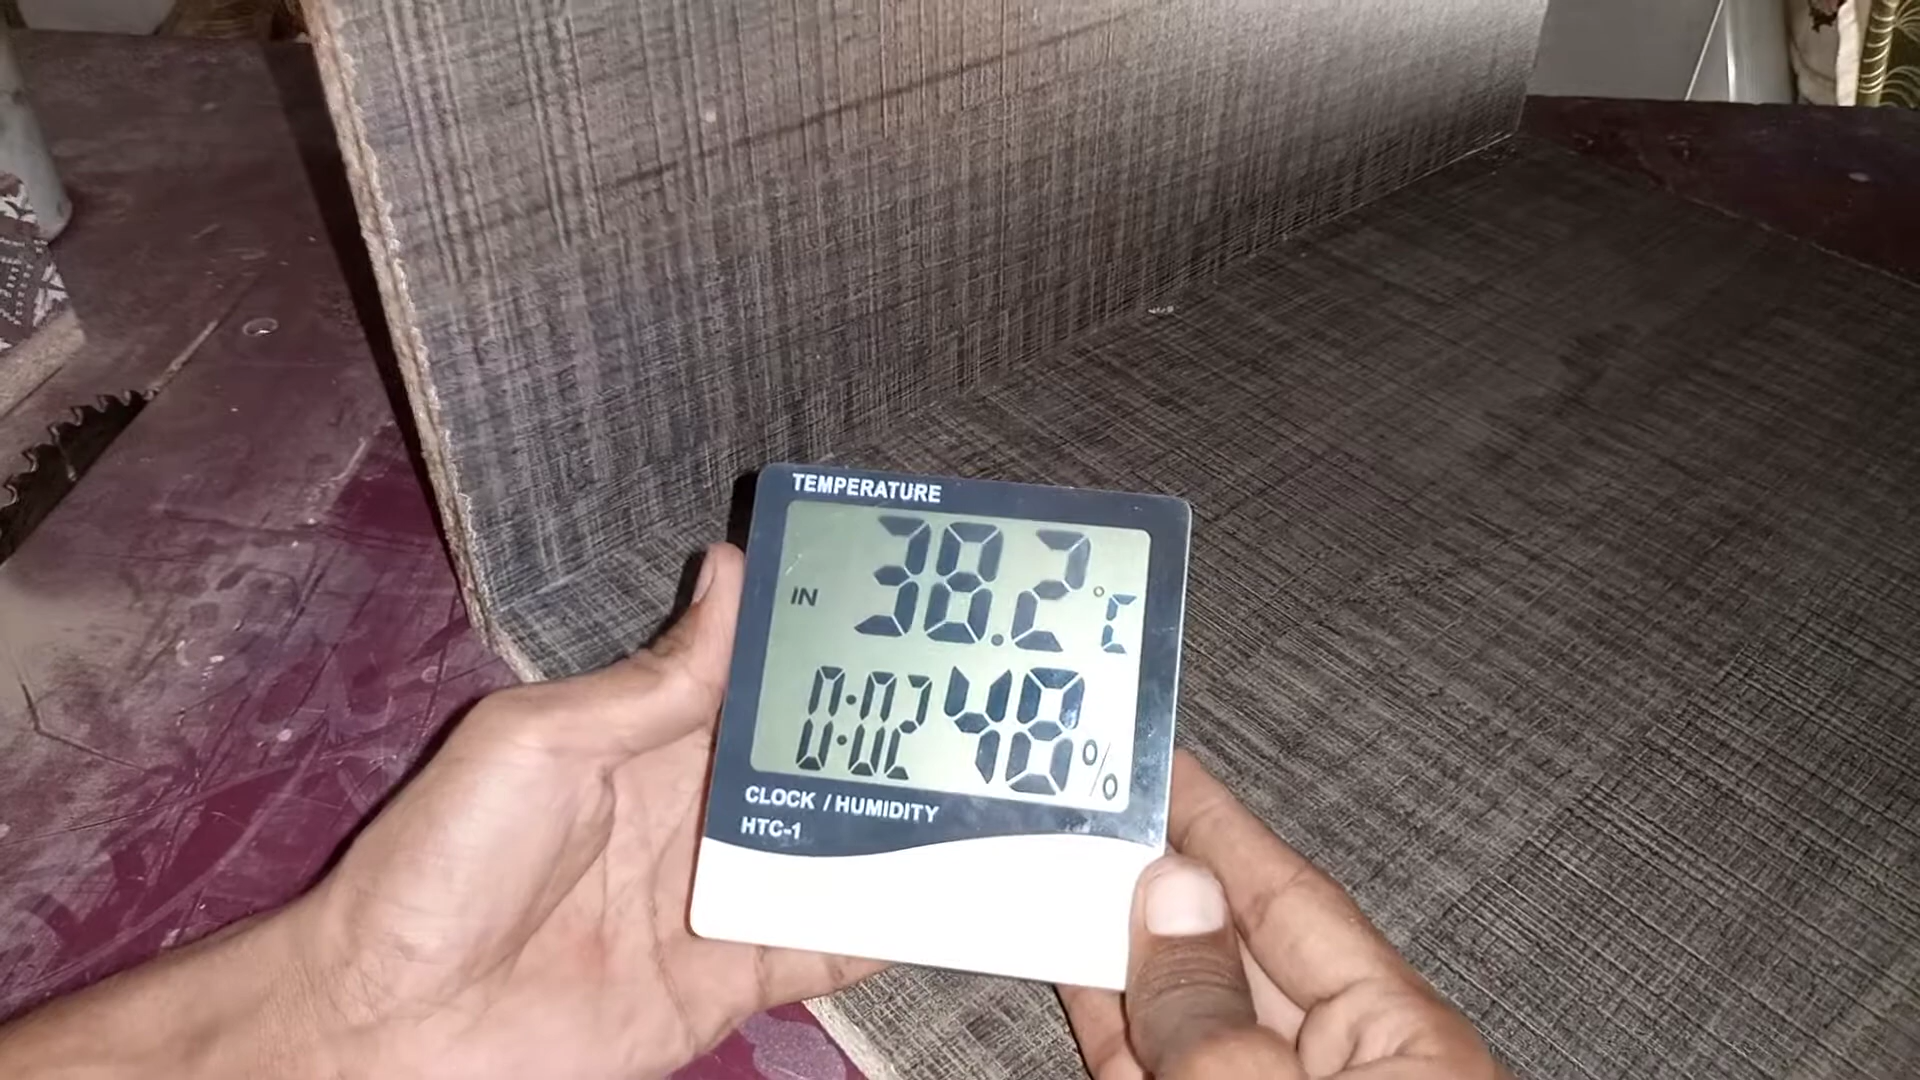 TEMPERATURE
IN 38.2 °C
0:02 48 %
CLOCK / HUMIDITY
HTC-1